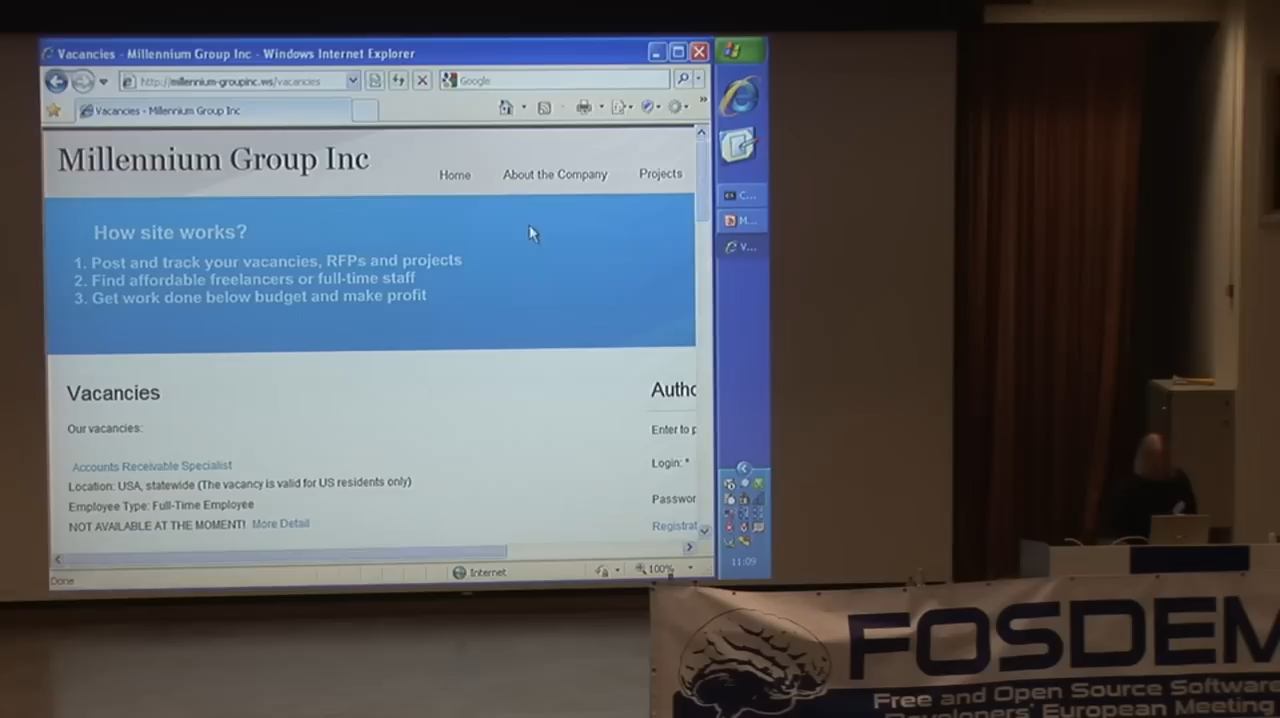 Vacancies - Millennium Group Inc - Windows Internet Explorer
http://millennium-groupinc.ws/vacancies
Google
Vacancies - Millennium Group Inc
Millennium Group Inc
Home
About the Company
Projects
How site works?
1. Post and track your vacancies, RFPs and projects
2. Find affordable freelancers or full-time staff
3. Get work done below budget and make profit
Vacancies
Our vacancies:
Accounts Receivable Specialist
Location: USA, statewide (The vacancy is valid for US residents only)
Employee Type: Full-Time Employee
NOT AVAILABLE AT THE MOMENT! More Detail
Autho
Enter to p
Login: *
Passwor
Registrat
C...
M...
V...
Done
Internet
100%
11:09
FOSDEM
Free and Open Source Software
Developers' European Meeting